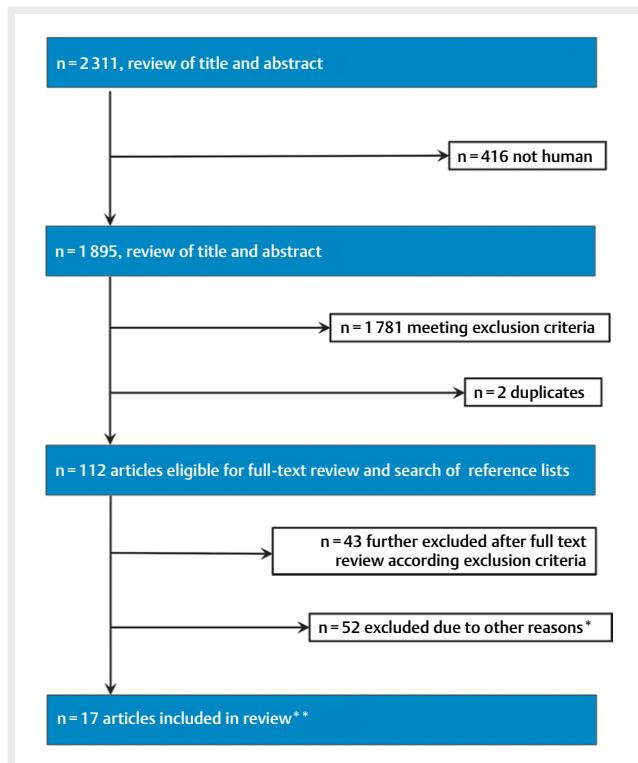 n = 2 311, review of title and abstract
n = 416 not human
n = 1 895, review of title and abstract
n = 1 781 meeting exclusion criteria
n = 2 duplicates
n = 112 articles eligible for full-text review and search of reference lists
n = 43 further excluded after full text
review according exclusion criteria
n = 52 excluded due to other reasons*
n = 17 articles included in review**